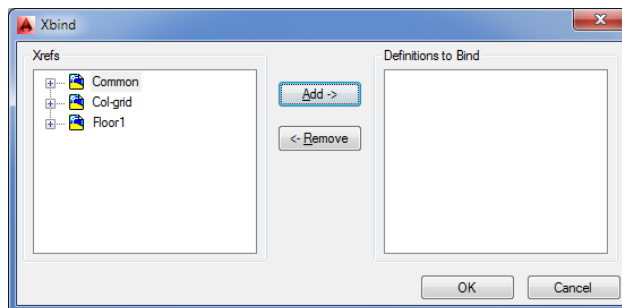 Xbind
Xrefs
Common
Col-grid
Floor1
Add ->
<- Remove
Definitions to Bind
OK
Cancel